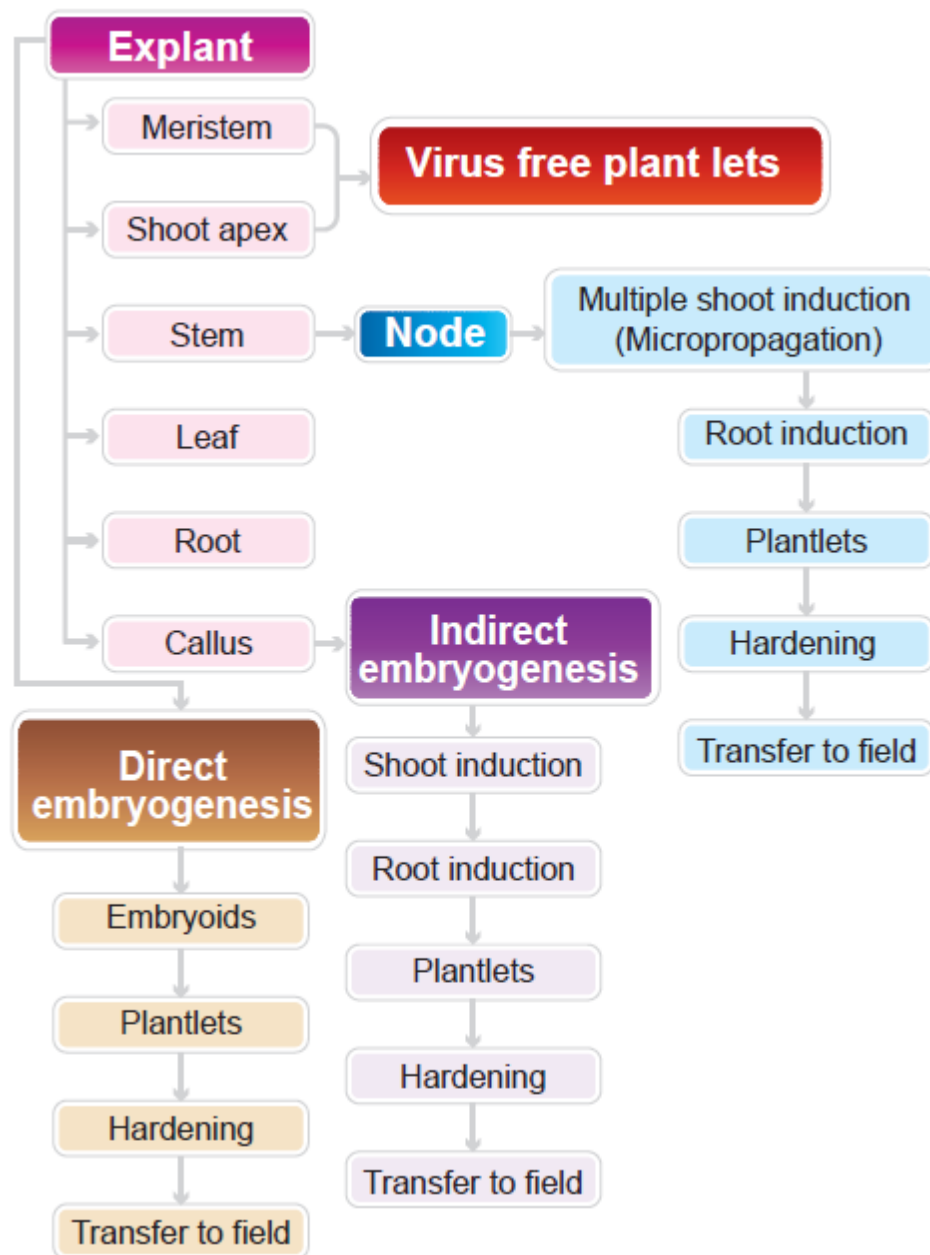 Explant
Meristem
Shoot apex
Virus free plant lets
Stem
Node
Multiple shoot induction
(Micropropagation)
Root induction
Plantlets
Hardening
Transfer to field
Leaf
Root
Callus
Indirect
embryogenesis
Shoot induction
Root induction
Plantlets
Hardening
Transfer to field
Direct
embryogenesis
Embryoids
Plantlets
Hardening
Transfer to field